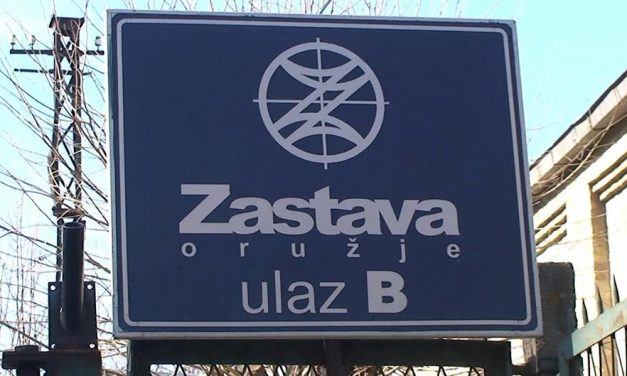 Zastava
oružje
ulaz B